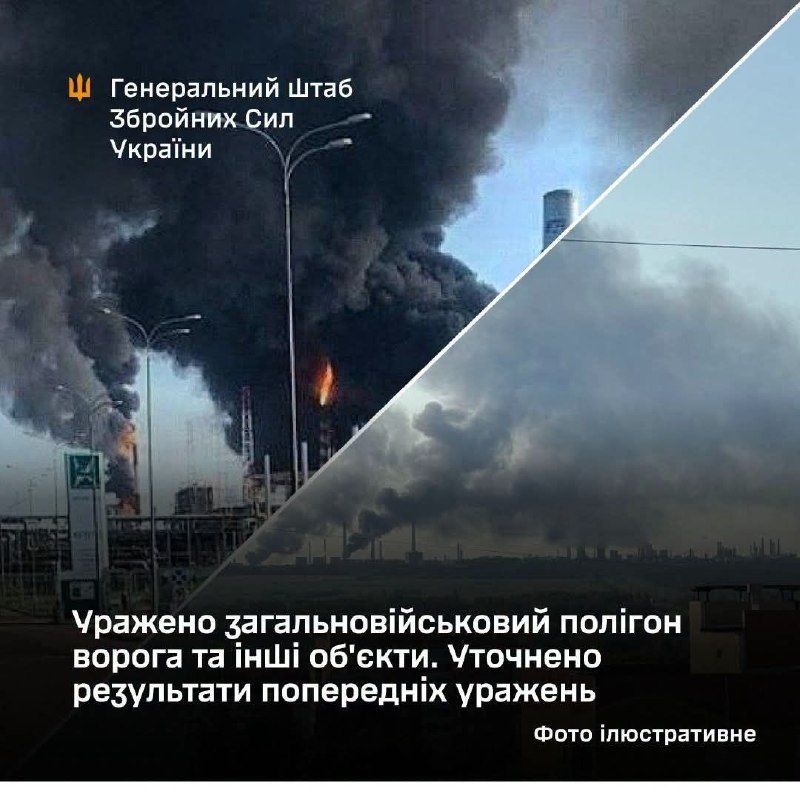 Генеральний штаб
Збройних Сил
України
Уражено загальновійськовий полігон
ворога та інші об'єкти. Уточнено
результати попередніх уражень
Фото ілюстративне